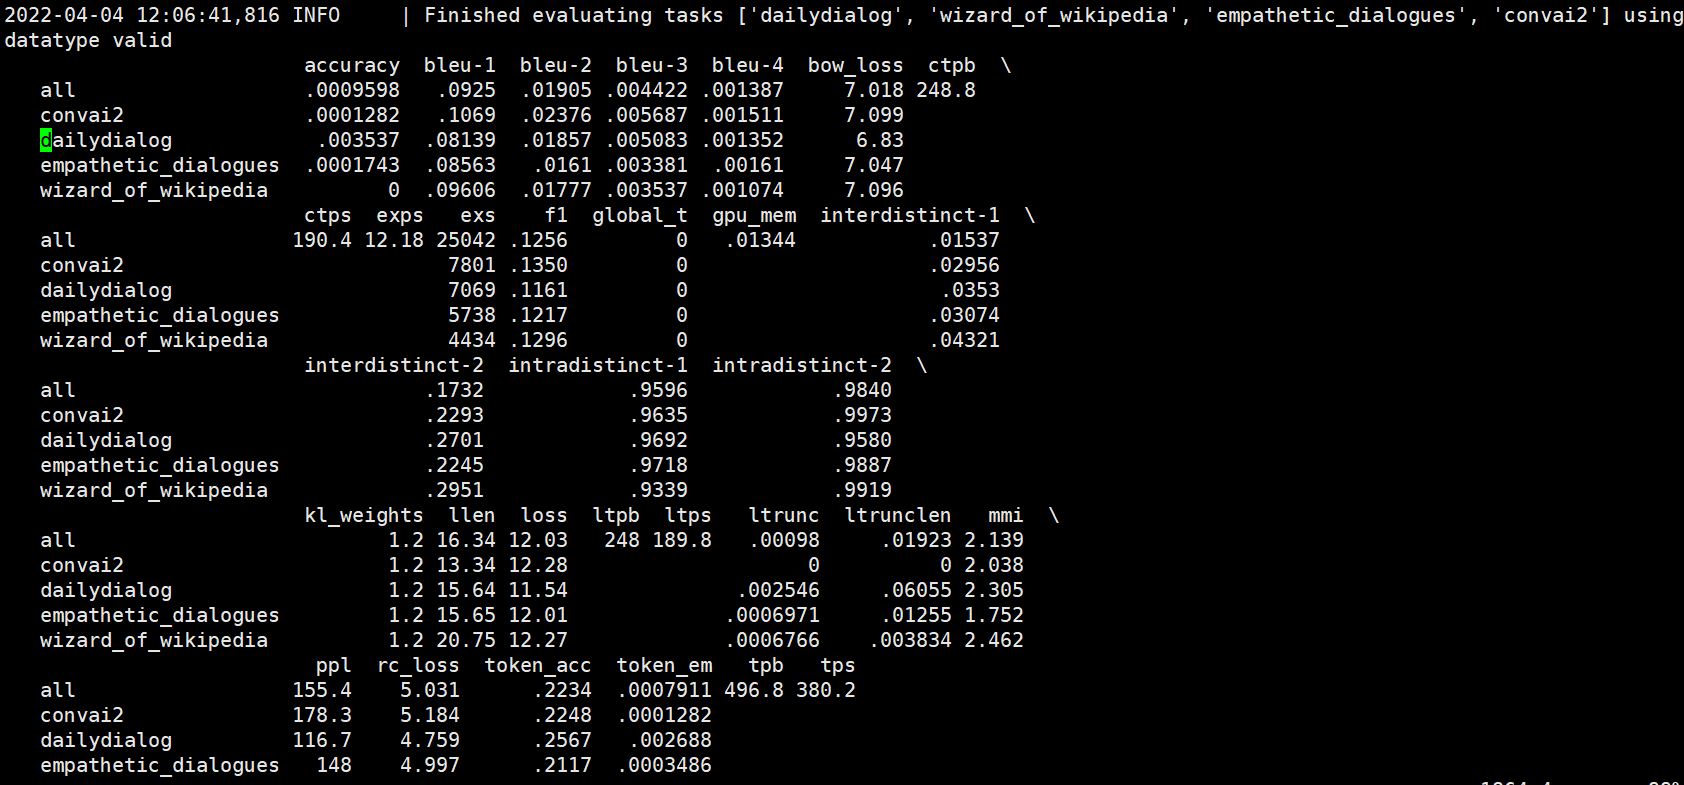 2022-04-04 12:06:41,816 INFO     | Finished evaluating tasks ['dailydialog', 'wizard_of_wikipedia', 'empathetic_dialogues', 'convai2'] using
datatype valid
                         accuracy  bleu-1  bleu-2  bleu-3  bleu-4  bow_loss  ctpb  \
   all                   .0009598   .0925  .01905 .004422 .001387     7.018 248.8
   convai2               .0001282   .1069  .02376 .005687 .001511     7.099
   dailydialog            .003537  .08139  .01857 .005083 .001352      6.83
   empathetic_dialogues  .0001743  .08563   .0161 .003381  .00161     7.047
   wizard_of_wikipedia          0  .09606  .01777 .003537 .001074     7.096
                         ctps  exps   exs    f1  global_t  gpu_mem  interdistinct-1  \
   all                  190.4 12.18 25042 .1256         0   .01344           .01537
   convai2                           7801 .1350         0                    .02956
   dailydialog                       7069 .1161         0                     .0353
   empathetic_dialogues              5738 .1217         0                    .03074
   wizard_of_wikipedia               4434 .1296         0                    .04321
                         interdistinct-2  intradistinct-1  intradistinct-2  \
   all                             .1732            .9596            .9840
   convai2                         .2293            .9635            .9973
   dailydialog                     .2701            .9692            .9580
   empathetic_dialogues            .2245            .9718            .9887
   wizard_of_wikipedia             .2951            .9339            .9919
                         kl_weights  llen  loss  ltpb  ltps   ltrunc  ltrunclen   mmi  \
   all                          1.2 16.34 12.03   248 189.8   .00098     .01923 2.139
   convai2                      1.2 13.34 12.28                    0          0 2.038
   dailydialog                  1.2 15.64 11.54              .002546     .06055 2.305
   empathetic_dialogues         1.2 15.65 12.01             .0006971     .01255 1.752
   wizard_of_wikipedia          1.2 20.75 12.27             .0006766    .003834 2.462
                          ppl  rc_loss  token_acc  token_em   tpb   tps
   all                  155.4    5.031      .2234  .0007911 496.8 380.2
   convai2              178.3    5.184      .2248  .0001282
   dailydialog          116.7    4.759      .2567   .002688
   empathetic_dialogues   148    4.997      .2117  .0003486